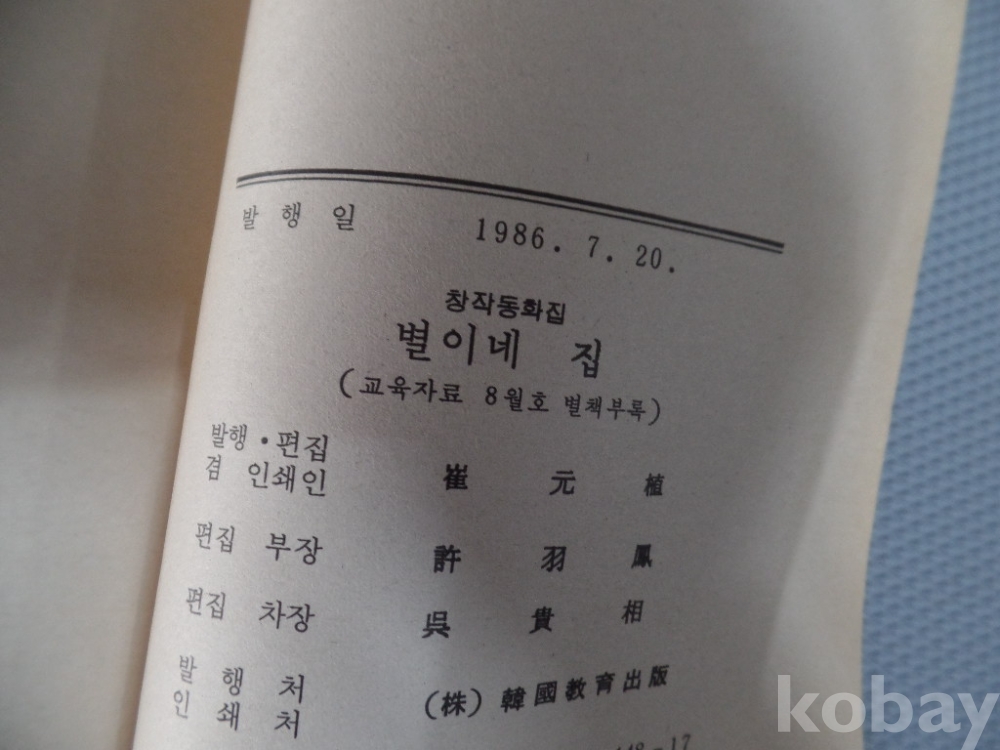 발 행 일 1986. 7. 20.
창작동화집
별이네 집
(교육자료 8월호 별책부록)
발행·편집
겸 인쇄인 崔 元 植
편집 부장 許 羽 鳳
편집 차장 吳 貴 相
발 행 처
인 쇄 처 (株) 韓國教育出版
48-17
kobay